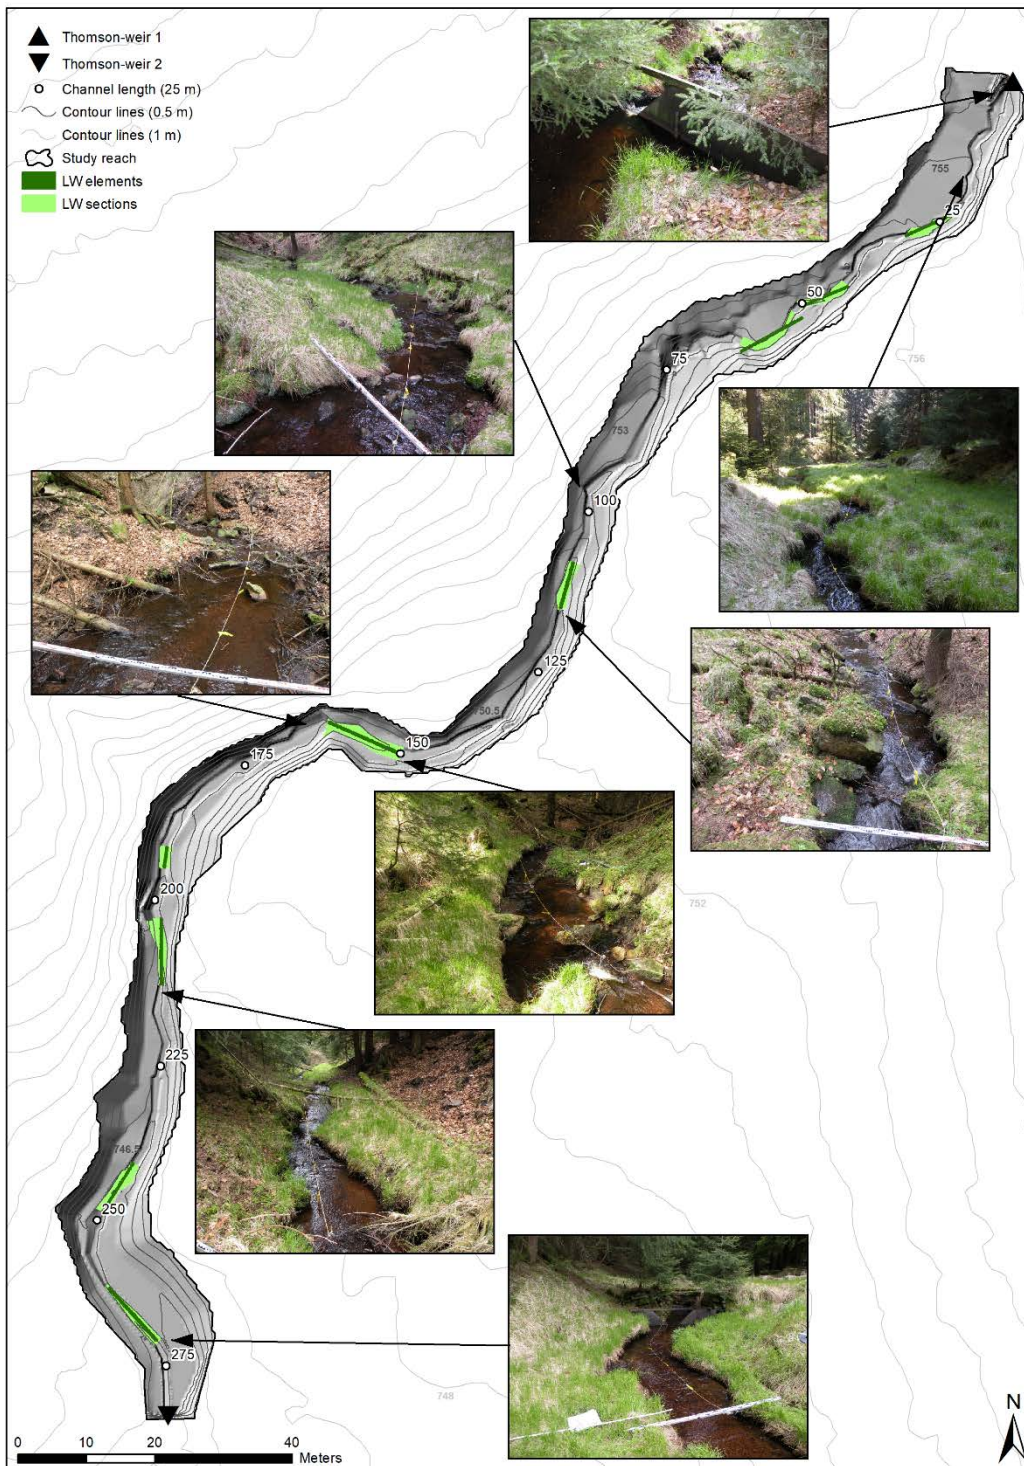 Thomson-weir 1
Thomson-weir 2
Channel length (25 m)
Contour lines (0.5 m)
Contour lines (1 m)
Study reach
LW elements
LW sections
755
25
50
756
75
753
100
125
750.5
150
175
752
200
225
746.5
250
275
748
N
0 10 20 40
Meters